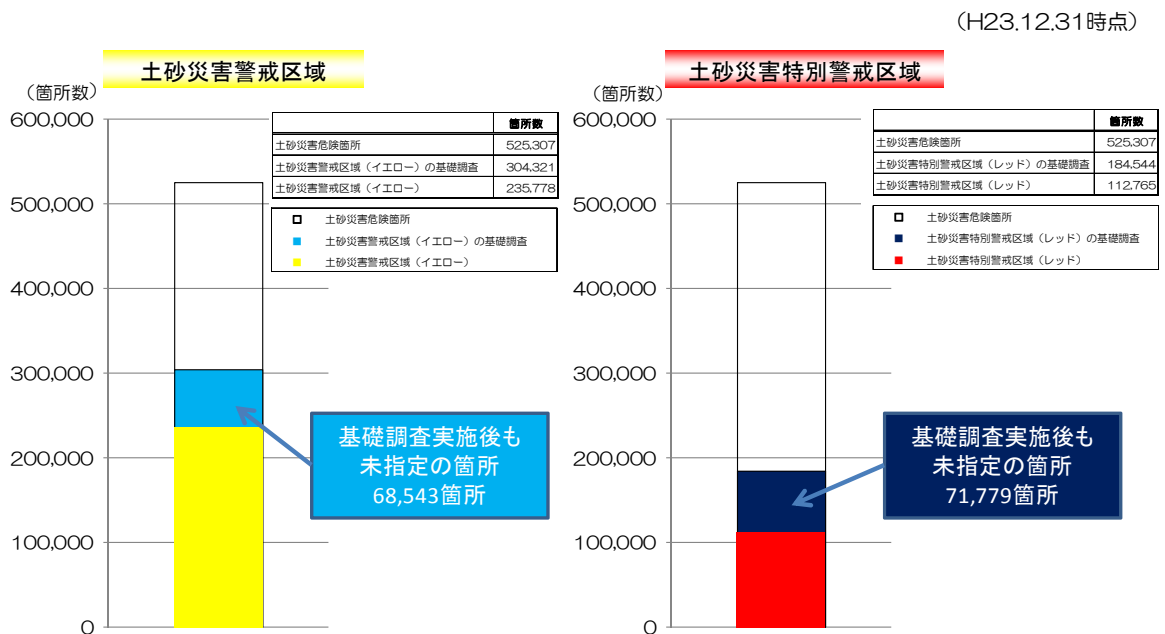 （H23.12.31時点）
土砂災害警戒区域
（箇所数）
600,000
500,000
400,000
300,000
200,000
100,000
0
箇所数
土砂災害危険箇所 525,307
土砂災害警戒区域（イエロー）の基礎調査 304,321
土砂災害警戒区域（イエロー） 235,778
土砂災害危険箇所
土砂災害警戒区域（イエロー）の基礎調査
土砂災害警戒区域（イエロー）
基礎調査実施後も
未指定の箇所
68,543箇所
土砂災害特別警戒区域
（箇所数）
600,000
500,000
400,000
300,000
200,000
100,000
0
箇所数
土砂災害危険箇所 525,307
土砂災害特別警戒区域（レッド）の基礎調査 184,544
土砂災害特別警戒区域（レッド） 112,765
土砂災害危険箇所
土砂災害特別警戒区域（レッド）の基礎調査
土砂災害特別警戒区域（レッド）
基礎調査実施後も
未指定の箇所
71,779箇所